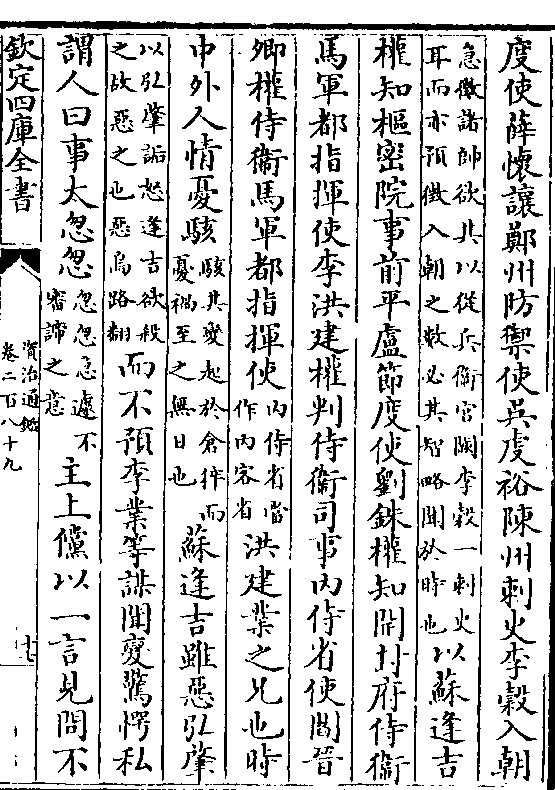 度使薛懷讓鄭州防禦使吳䖍裕陳州刺史李穀入朝
急徵諸帥欲其以從兵衛宮闕李穀一刺史
耳而亦預徵入朝之數必其智略聞於時也以蘇逢吉
權知樞密院事前平盧節度使劉銖權知開封府侍衛
馬軍都指揮使李洪建權判侍衛司事内侍省使閻晉
卿權侍衛馬軍都指揮使内侍省當
作内客省洪建業之兄也時
中外人情憂駭駭其變起於倉猝而
憂禍至之無日也蘇逢吉雖惡弘肇
以弘肇詬怒逢吉欲殺
之故惡之也惡烏路翻而不預李業等謀聞變驚愕私
謂人曰事太忽忽忽忽急遽不
審諦之意主上儻以一言見問不
欽定四庫全書
資治通鑑
卷二百八十九
十七